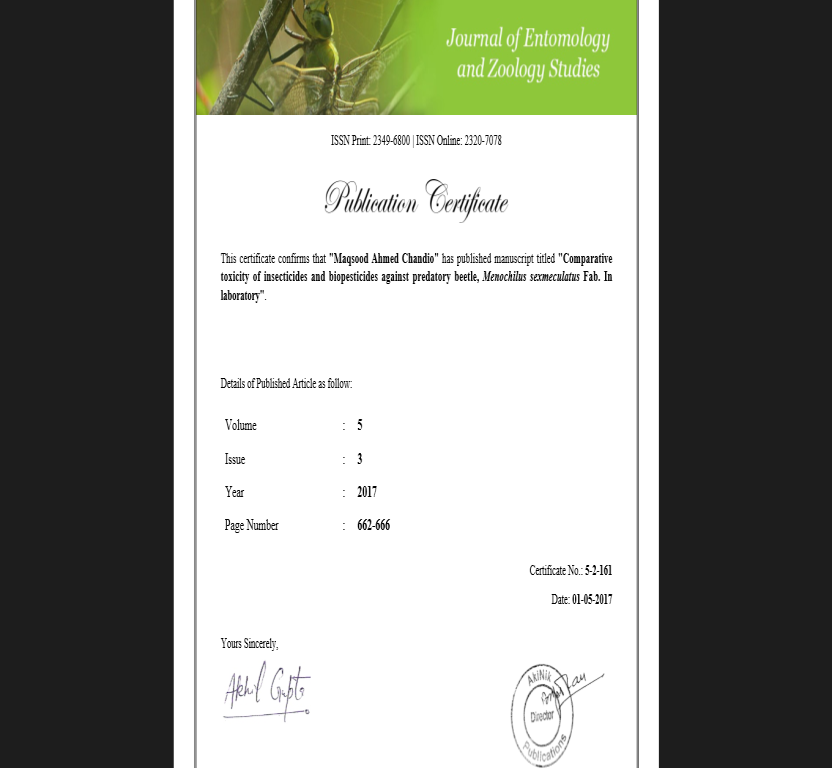 Journal of Entomology
and Zoology Studies
ISSN Print: 2349-6800 | ISSN Online: 2320-7078
Publication Certificate
This certificate confirms that "Maqsood Ahmed Chandio" has published manuscript titled "Comparative
toxicity of insecticides and biopesticides against predatory beetle, Menochilus sexmeculatus Fab. In
laboratory".
Details of Published Article as follow:
Volume : 5
Issue : 3
Year : 2017
Page Number : 662-666
Certificate No.: 5-2-161
Date: 01-05-2017
Yours Sincerely,
Akhil Gupta
AkiNik
Director
Publications